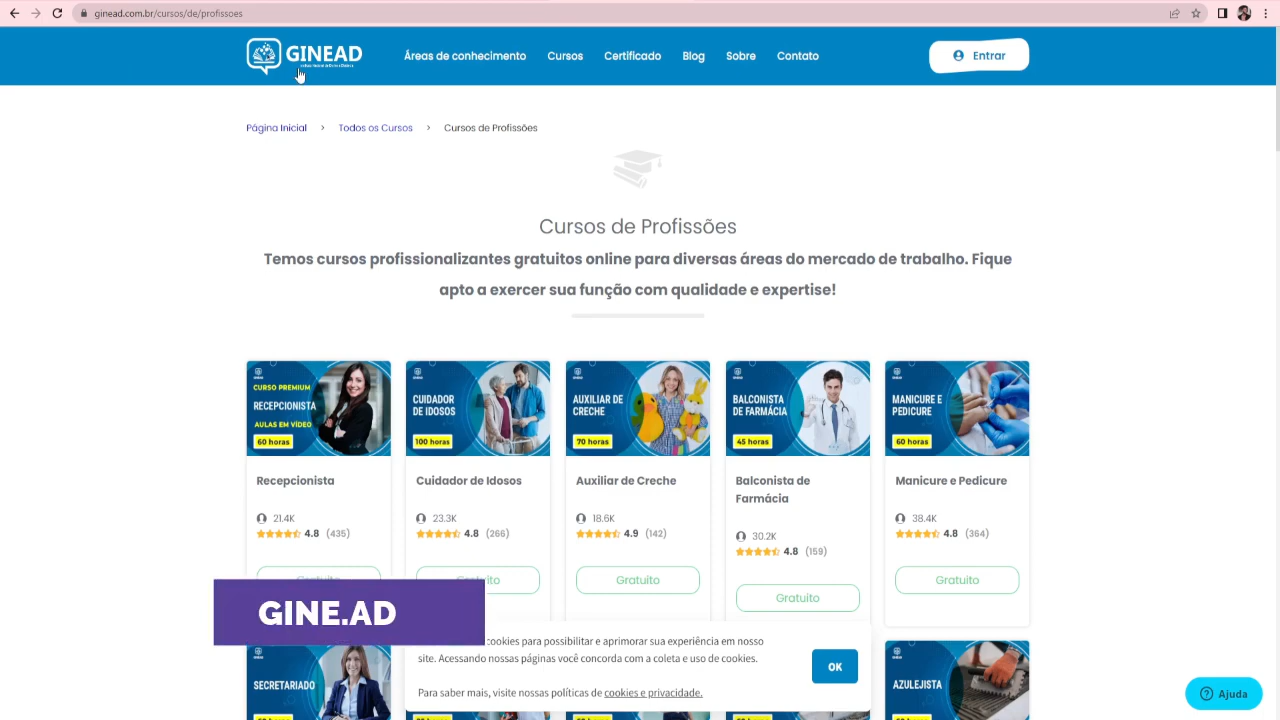 ginead.com.br/cursos/de/profissoes
GINEAD
Áreas de conhecimento
Cursos
Certificado
Blog
Sobre
Contato
Entrar
Página Inicial > Todos os Cursos > Cursos de Profissões
Cursos de Profissões
Temos cursos profissionalizantes gratuitos online para diversas áreas do mercado de trabalho. Fique
apto a exercer sua função com qualidade e expertise!
CURSO PREMIUM
RECEPCIONISTA
AULAS EM VÍDEO
60 horas
Recepcionista
21.4K
4.8 (435)
CUIDADOR
DE IDOSOS
100 horas
Cuidador de Idosos
23.3K
4.8 (266)
AUXILIAR DE
CRECHE
70 horas
Auxiliar de Creche
18.6K
4.9 (142)
Gratuito
BALCONISTA
DE FARMÁCIA
45 horas
Balconista de
Farmácia
30.2K
4.8 (159)
Gratuito
MANICURE E
PEDICURE
60 horas
Manicure e Pedicure
38.4K
4.8 (364)
Gratuito
GINE.AD
cookies para possibilitar e aprimorar sua experiência em nosso
site. Acessando nossas páginas você concorda com a coleta e uso de cookies.
Para saber mais, visite nossas políticas de cookies e privacidade.
OK
SECRETARIADO
AZULEJISTA
Ajuda